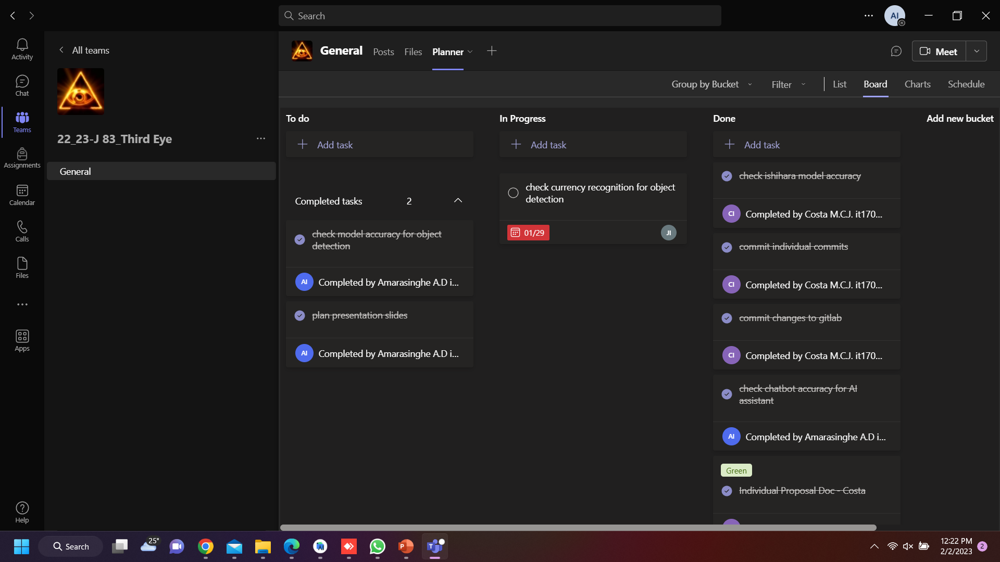 Search
AI
Activity
Chat
Teams
Assignments
Calendar
Calls
Files
Apps
Help
All teams
22_23-J 83_Third Eye
General
General
Posts
Files
Planner
Meet
Group by Bucket
Filter
List
Board
Charts
Schedule
To do
Add task
Completed tasks 2
check model accuracy for object
detection
AI Completed by Amarasinghe A.D i...
plan presentation slides
AI Completed by Amarasinghe A.D i...
In Progress
Add task
check currency recognition for object
detection
01/29
JI
Done
Add task
check ishihara model accuracy
CI Completed by Costa M.C.J. it170...
commit individual commits
CI Completed by Costa M.C.J. it170...
commit changes to gitlab
CI Completed by Costa M.C.J. it170...
check chatbot accuracy for AI
assistant
AI Completed by Amarasinghe A.D i...
Green
Individual Proposal Doc - Costa
Add new bucket
Search
25°
12:22 PM
2/2/2023
2